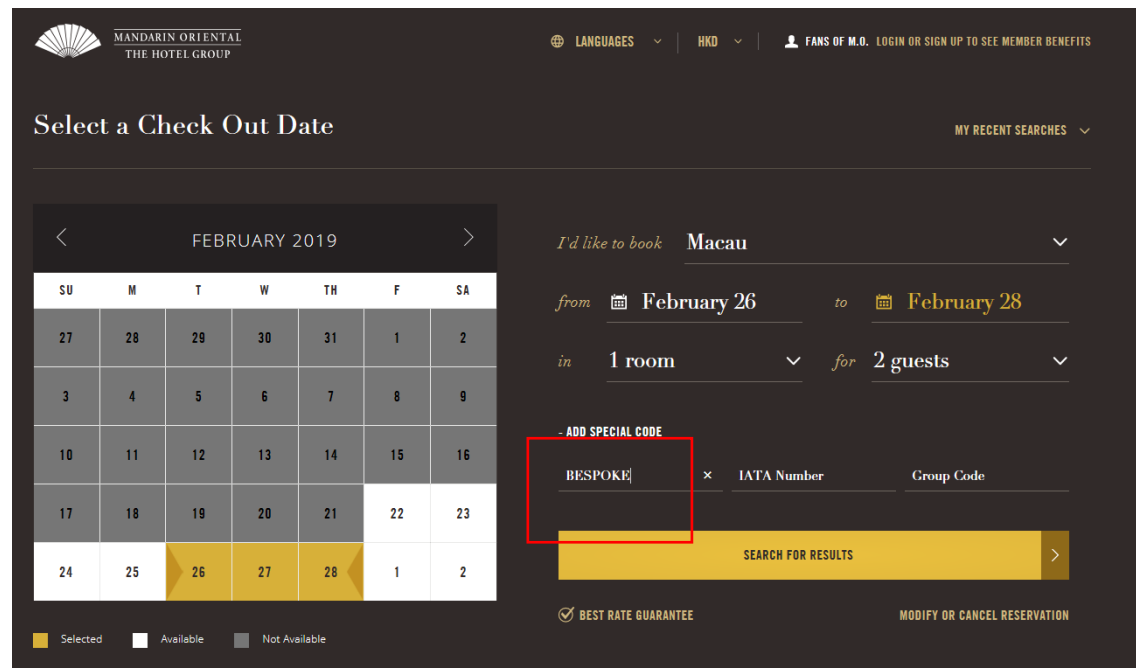 MANDARIN ORIENTAL
THE HOTEL GROUP
LANGUAGES HKD FANS OF M.O. LOGIN OR SIGN UP TO SEE MEMBER BENEFITS
Select a Check Out Date
MY RECENT SEARCHES
FEBRUARY 2019
SU M T W TH F SA
27 28 29 30 31 1 2
3 4 5 6 7 8 9
10 11 12 13 14 15 16
17 18 19 20 21 22 23
24 25 26 27 28 1 2
Selected Available Not Available
I'd like to book Macau
from February 26 to February 28
in 1 room for 2 guests
- ADD SPECIAL CODE
BESPOKE × IATA Number Group Code
SEARCH FOR RESULTS
BEST RATE GUARANTEE MODIFY OR CANCEL RESERVATION